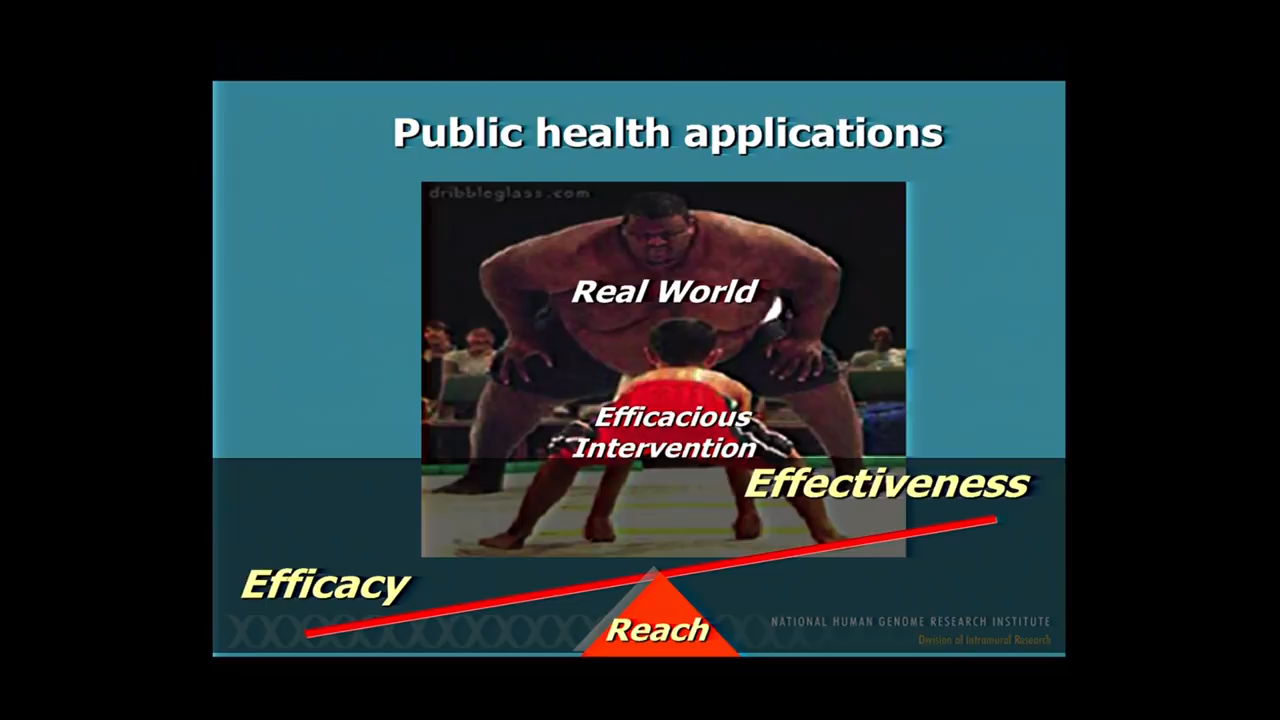 Public health applications
dribbleglass.com
Real World
Efficacious
Intervention
Effectiveness
Efficacy
Reach
NATIONAL HUMAN GENOME RESEARCH INSTITUTE
Division of Intramural Research